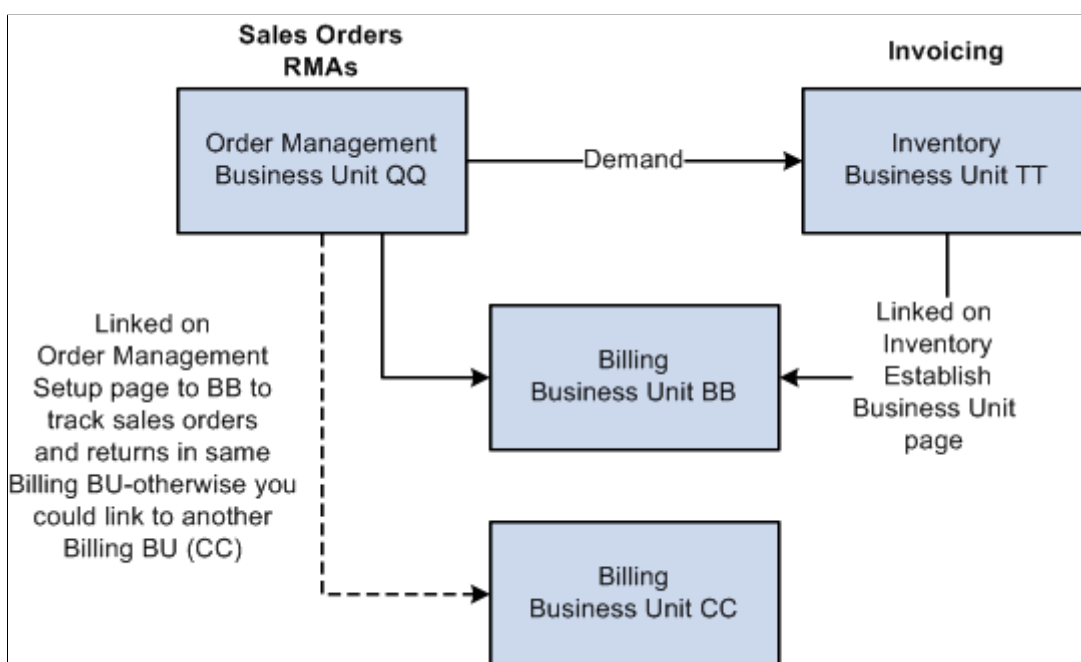 Sales Orders
RMAs
Invoicing
Order Management
Business Unit QQ
Demand
Inventory
Business Unit TT
Linked on
Order Management
Setup page to BB to
track sales orders
and returns in same
Billing BU-otherwise you
could link to another
Billing BU (CC)
Billing
Business Unit BB
Linked on
Inventory
Establish
Business Unit
page
Billing
Business Unit CC